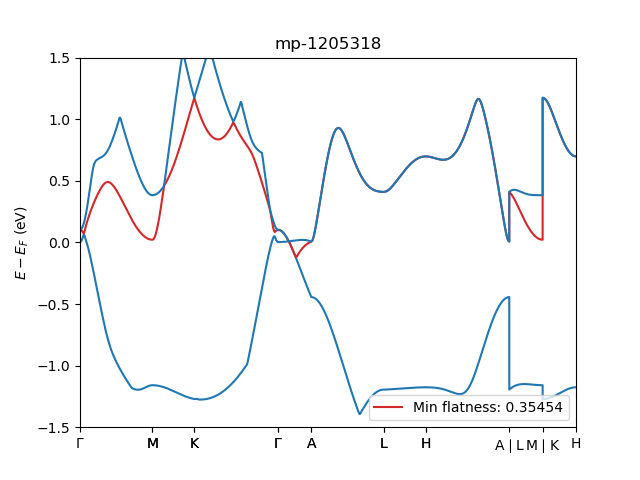 mp-1205318
E − E_F (eV)
1.5
1.0
0.5
0.0
−0.5
−1.0
−1.5
Min flatness: 0.35454
Γ M K Γ A L H A | L M | K H